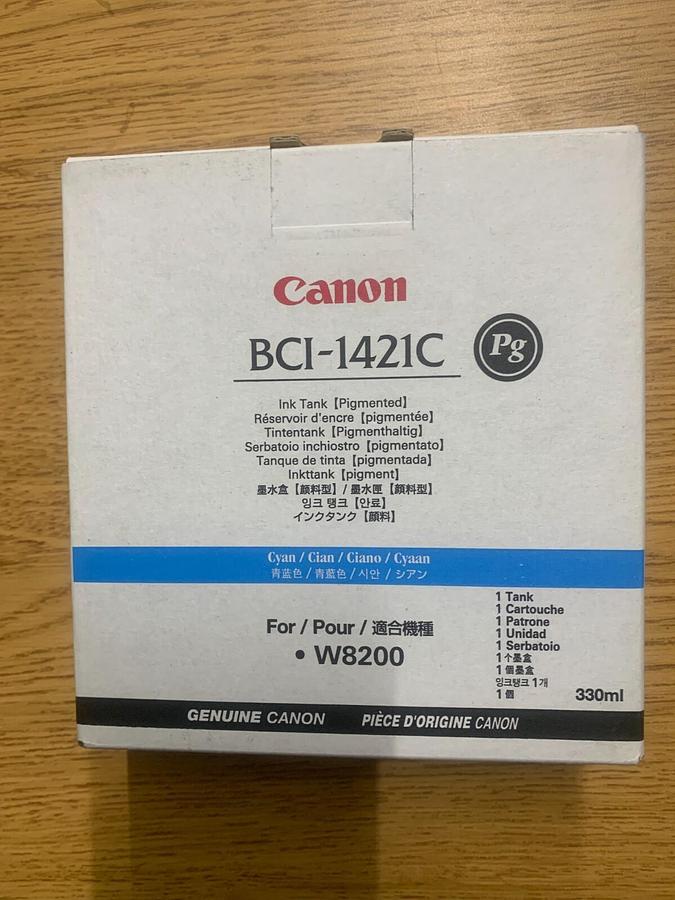 Canon
BCI-1421C
Pg
Ink Tank【Pigmented】
Réservoir d'encre【pigmentée】
Tintentank【Pigmenthaltig】
Serbatoio inchiostro【pigmentato】
Tanque de tinta【pigmentada】
Inkttank【pigment】
墨水盒【颜料型】/ 墨水匣【顏料型】
잉크 탱크【안료】
インクタンク【顔料】
Cyan / Cian / Ciano / Cyaan
青蓝色 / 青藍色 / 시안 / シアン
For / Pour / 適合機種
• W8200
1 Tank
1 Cartouche
1 Patrone
1 Unidad
1 Serbatoio
1 个墨盒
1 個墨盒
잉크탱크 1개
1 個
330ml
GENUINE CANON PIÈCE D'ORIGINE CANON